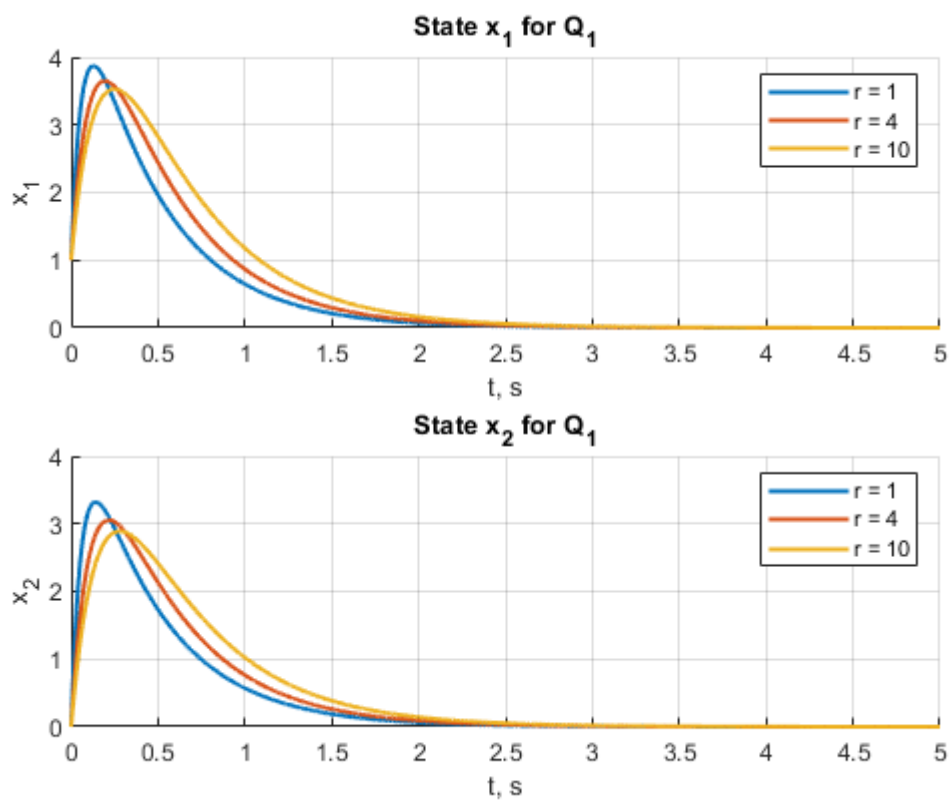 State x₁ for Q₁
4
3
2
1
0
x₁
r = 1
r = 4
r = 10
0 0.5 1 1.5 2 2.5 3 3.5 4 4.5 5
t, s
State x₂ for Q₁
4
3
2
1
0
x₂
r = 1
r = 4
r = 10
0 0.5 1 1.5 2 2.5 3 3.5 4 4.5 5
t, s